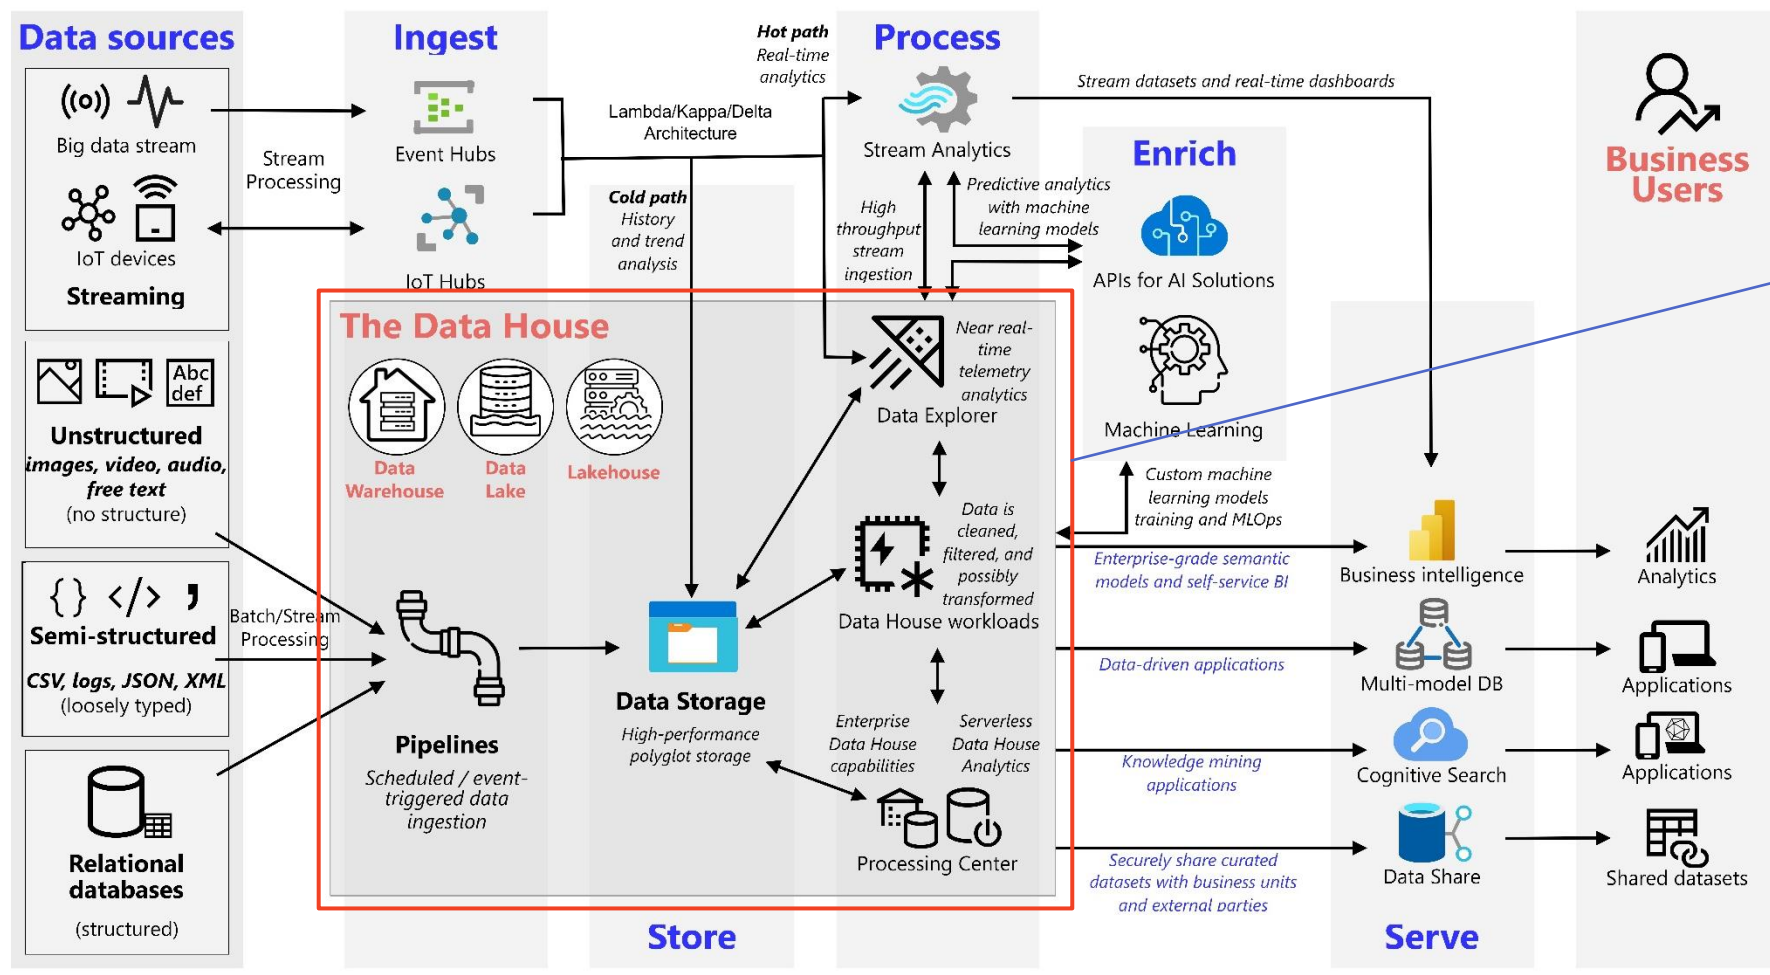 Data sources
Big data stream
IoT devices
Streaming
Abc
def
Unstructured
images, video, audio,
free text
(no structure)
{} </> ,
Semi-structured
CSV, logs, JSON, XML
(loosely typed)
Relational
databases
(structured)
Stream
Processing
Batch/Stream
Processing
Ingest
Event Hubs
IoT Hubs
Lambda/Kappa/Delta
Architecture
Hot path
Real-time
analytics
Cold path
History
and trend
analysis
The Data House
Data
Warehouse
Data
Lake
Lakehouse
Pipelines
Scheduled / event-
triggered data
ingestion
Data Storage
High-performance
polyglot storage
Store
Process
Stream Analytics
High
throughput
stream
ingestion
Predictive analytics
with machine
learning models
Data Explorer
Near real-
time
telemetry
analytics
Data is
cleaned,
filtered, and
possibly
transformed
Data House workloads
Enterprise
Data House
capabilities
Serverless
Data House
Analytics
Processing Center
Stream datasets and real-time dashboards
Enrich
APIs for AI Solutions
Machine Learning
Custom machine
learning models
training and MLOps
Enterprise-grade semantic
models and self-service BI
Data-driven applications
Knowledge mining
applications
Securely share curated
datasets with business units
and external parties
Business intelligence
Multi-model DB
Cognitive Search
Data Share
Serve
Business
Users
Analytics
Applications
Applications
Shared datasets